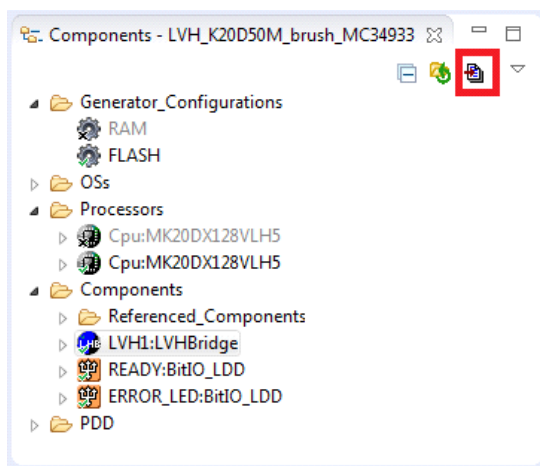 Components - LVH_K20D50M_brush_MC34933
Generator_Configurations
RAM
FLASH
OSs
Processors
Cpu:MK20DX128VLH5
Cpu:MK20DX128VLH5
Components
Referenced_Components
LVH1:LVHBridge
READY:BitIO_LDD
ERROR_LED:BitIO_LDD
PDD